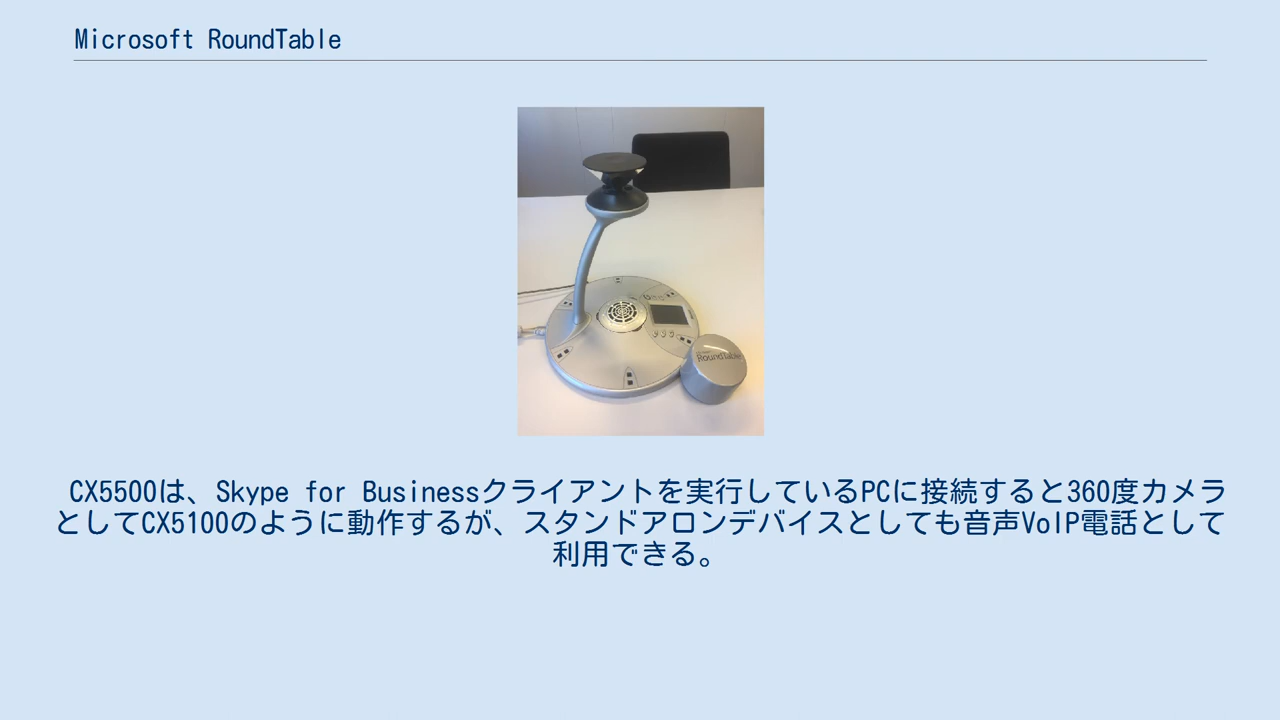 Microsoft RoundTable
RoundTable
CX5500は、Skype for Businessクライアントを実行しているPCに接続すると360度カメラ
としてCX5100のように動作するが、スタンドアロンデバイスとしても音声VoIP電話として
利用できる。